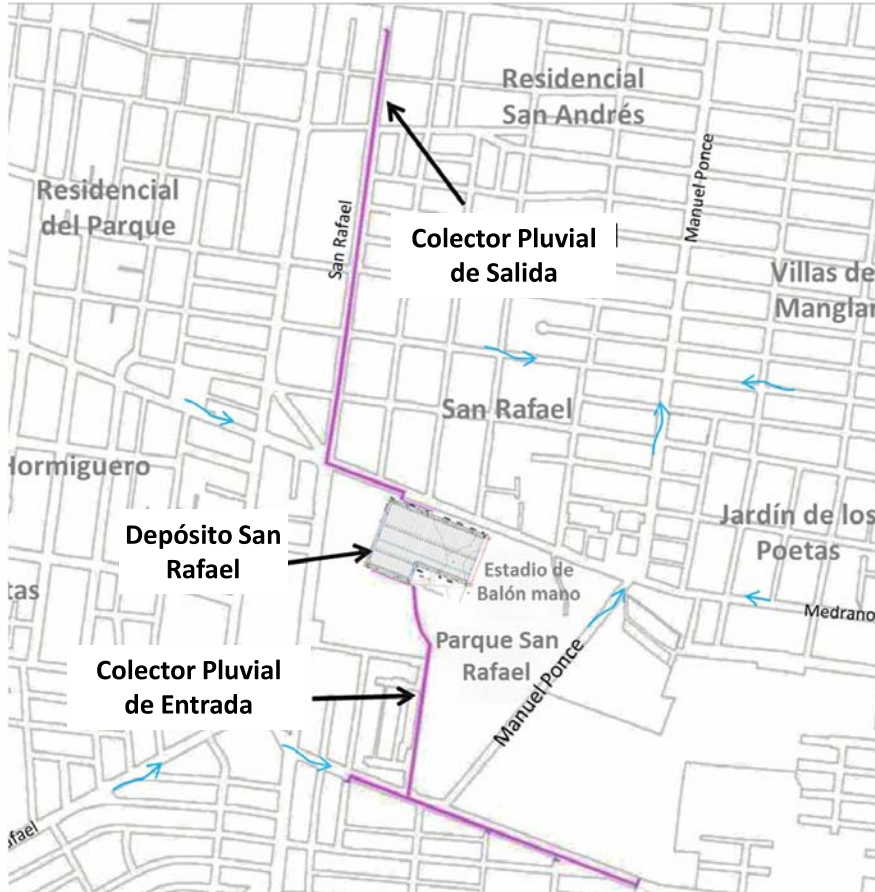 Residencial
San Andrés
Manuel Ponce
Residencial
del Parque
San Rafael
Colector Pluvial
de Salida
Villas de
Manglar
San Rafael
Hormiguero
Depósito San
Rafael
Jardín de los
Poetas
Estadio de
Balón mano
tas
Medrano
Parque San
Rafael
Colector Pluvial
de Entrada
Manuel Ponce
afael